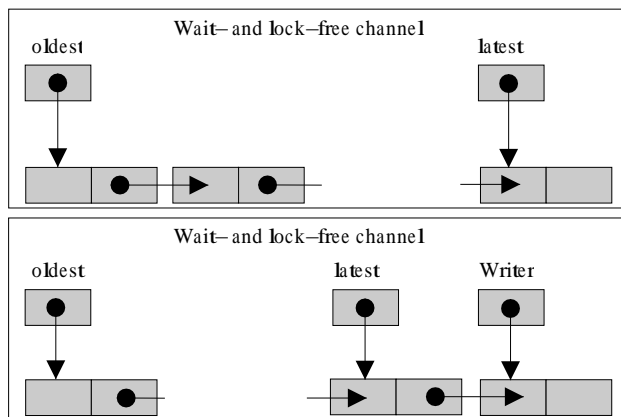 Wait– and lock–free channel
oldest latest
Wait– and lock–free channel
oldest latest Writer